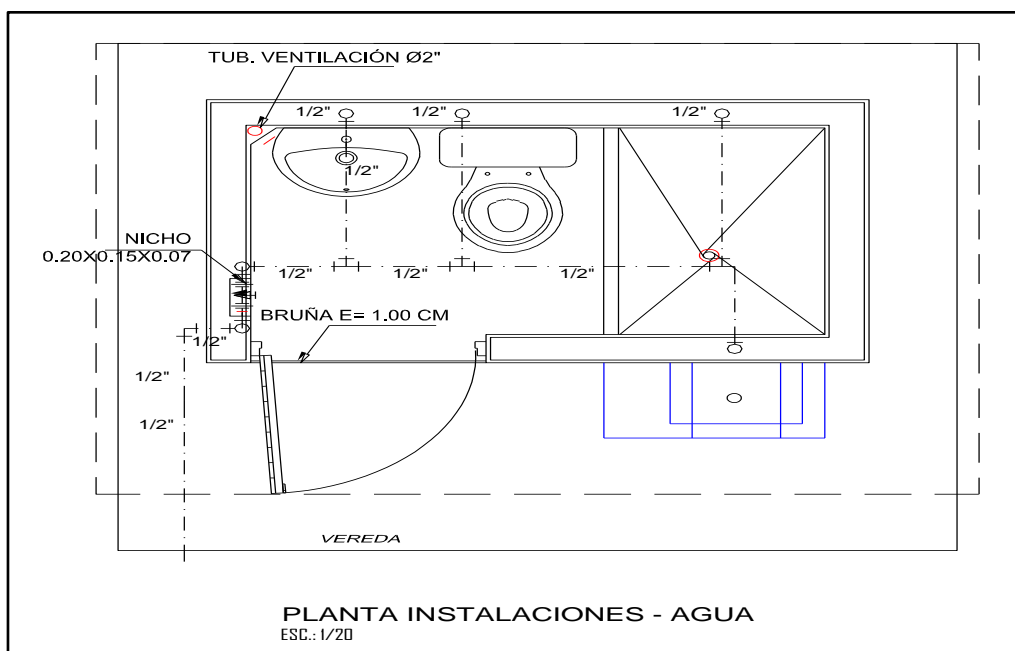 TUB. VENTILACIÓN Ø2"
1/2" 1/2" 1/2"
1/2"
NICHO
0.20X0.15X0.07
1/2" 1/2" 1/2"
BRUÑA E= 1.00 CM
1/2"
1/2"
1/2"
VEREDA
PLANTA INSTALACIONES - AGUA
ESC.: 1/20